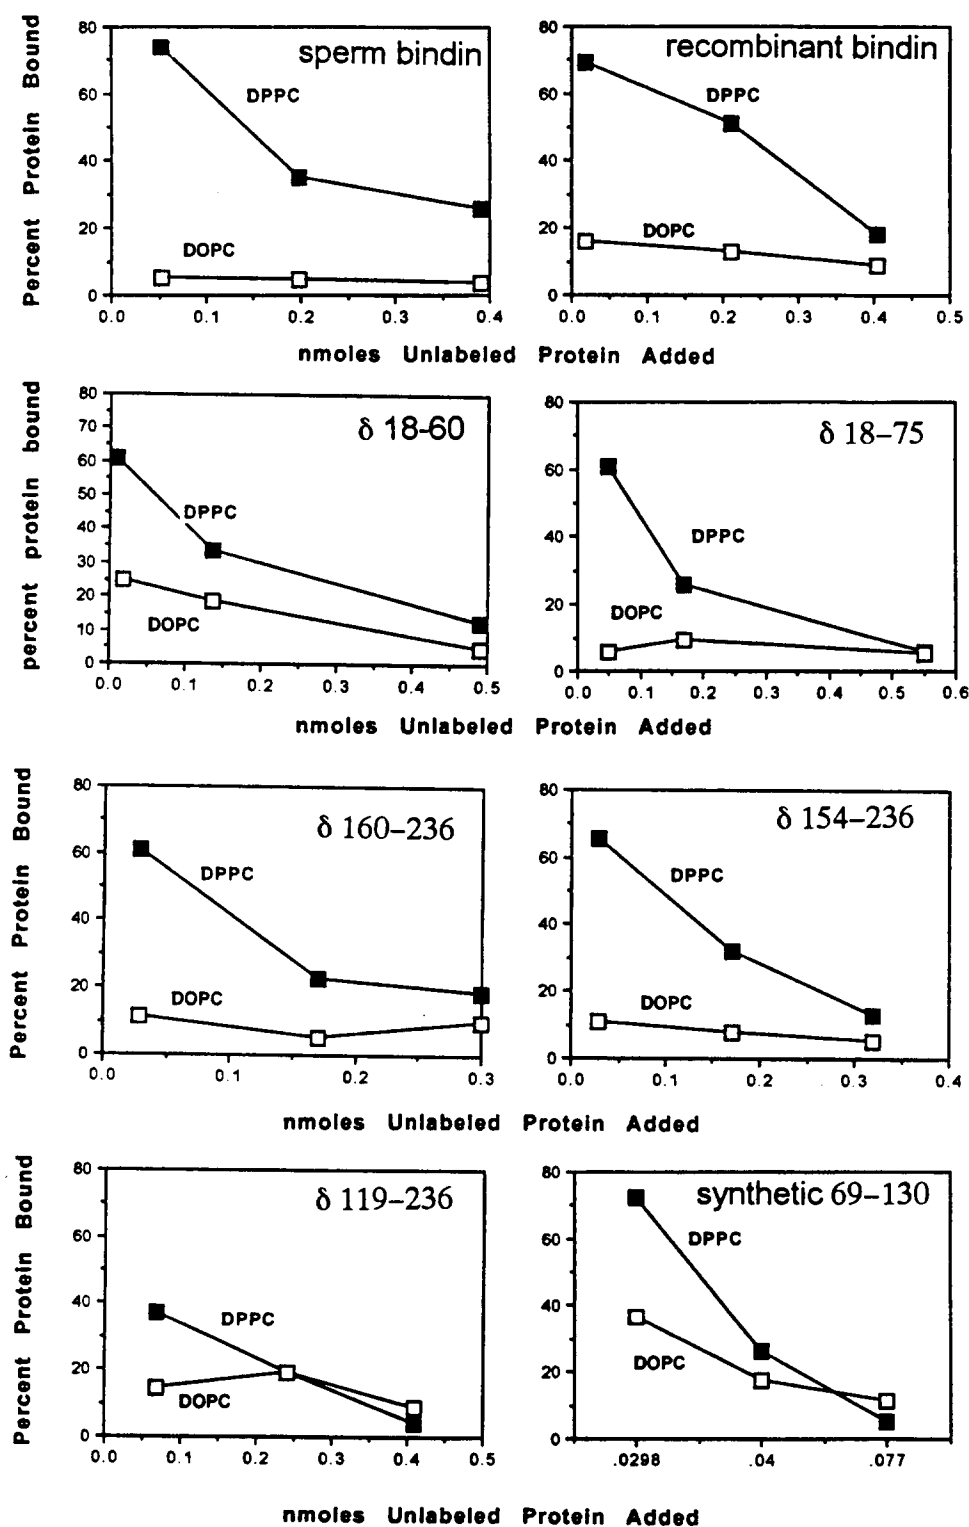 sperm bindin
recombinant bindin
Percent Protein Bound
80
60
40
20
0
DPPC
DOPC
0.0 0.1 0.2 0.3 0.4
80
60
40
20
0
DPPC
DOPC
0.0 0.1 0.2 0.3 0.4 0.5
nmoles Unlabeled Protein Added
percent protein bound
80
70
60
50
40
30
20
10
0
δ 18-60
DPPC
DOPC
0.0 0.1 0.2 0.3 0.4 0.5
80
60
40
20
0
δ 18–75
DPPC
DOPC
0.0 0.1 0.2 0.3 0.4 0.5 0.6
nmoles Unlabeled Protein Added
Percent Protein Bound
80
60
40
20
0
δ 160–236
DPPC
DOPC
0.0 0.1 0.2 0.3
80
60
40
20
0
δ 154–236
DPPC
DOPC
0.0 0.1 0.2 0.3 0.4
nmoles Unlabeled Protein Added
Percent Protein Bound
80
60
40
20
0
δ 119–236
DPPC
DOPC
0.0 0.1 0.2 0.3 0.4 0.5
80
60
40
20
0
synthetic 69–130
DPPC
DOPC
.0298 .04 .077
nmoles Unlabeled Protein Added